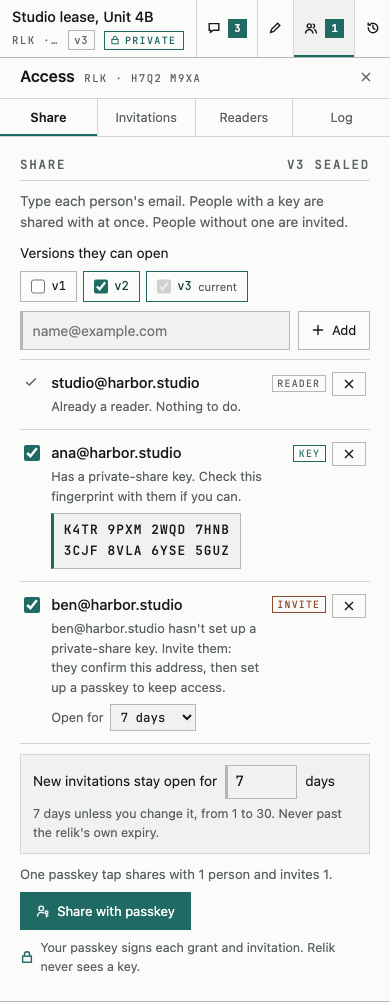 Studio lease, Unit 4B
RLK ·… v3 PRIVATE 3 1
Access RLK · H7Q2 M9XA
Share Invitations Readers Log
SHARE V3 SEALED
Type each person's email. People with a key are
shared with at once. People without one are invited.
Versions they can open
v1 v2 v3 current
name@example.com Add
studio@harbor.studio READER
Already a reader. Nothing to do.
ana@harbor.studio KEY
Has a private-share key. Check this
fingerprint with them if you can.
K4TR 9PXM 2WQD 7HNB
3CJF 8VLA 6YSE 5GUZ
ben@harbor.studio INVITE
ben@harbor.studio hasn't set up a
private-share key. Invite them:
they confirm this address, then set
up a passkey to keep access.
Open for 7 days
New invitations stay open for 7 days
7 days unless you change it, from 1 to 30. Never past
the relik's own expiry.
One passkey tap shares with 1 person and invites 1.
Share with passkey
Your passkey signs each grant and invitation. Relik
never sees a key.